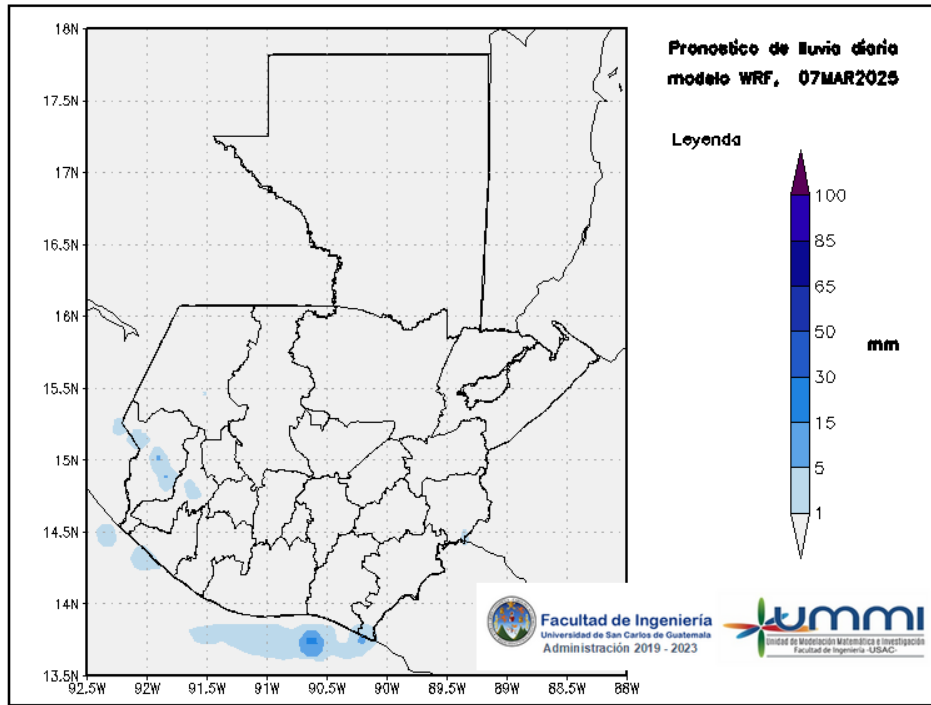 Pronostico de lluvia diaria
modelo WRF, 07MAR2025
Leyenda
100
85
65
50
30
15
5
1
mm
18N
17.5N
17N
16.5N
16N
15.5N
15N
14.5N
14N
13.5N
92.5W
92W
91.5W
91W
90.5W
90W
89.5W
89W
88.5W
88W
Facultad de Ingeniería
Universidad de San Carlos de Guatemala
Administración 2019 - 2023
UMMI
Unidad de Modelación Matemática e Investigación
Facultad de Ingeniería -USAC-